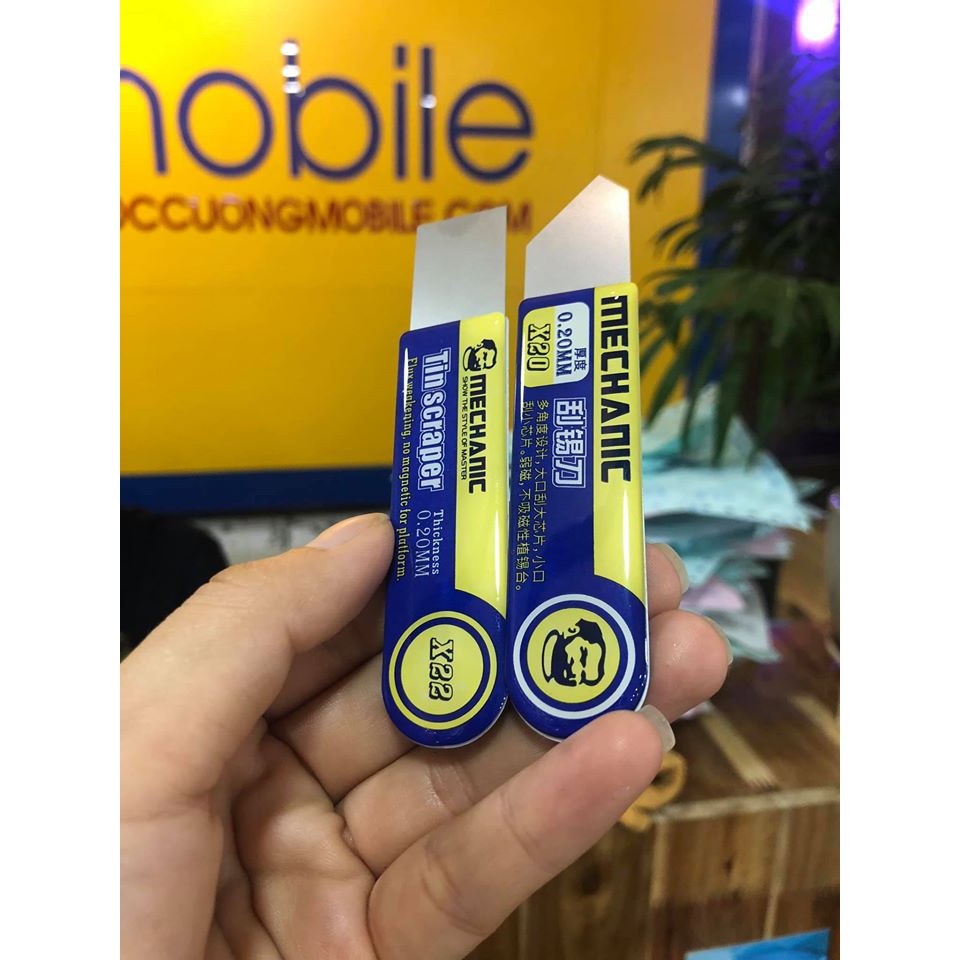 mobile
OCCUONGMOBILE.COM
MECHANIC
SHOW THE STYLE OF MASTER
Tin scraper
Thickness
0.20MM
Flux weakening, no magnetic for platform.
X22
MECHANIC
厚度
0.20MM
X20
刮锡刀
多角度设计,大口刮大芯片,小口
刮小芯片。弱磁,不吸磁性植锡台。